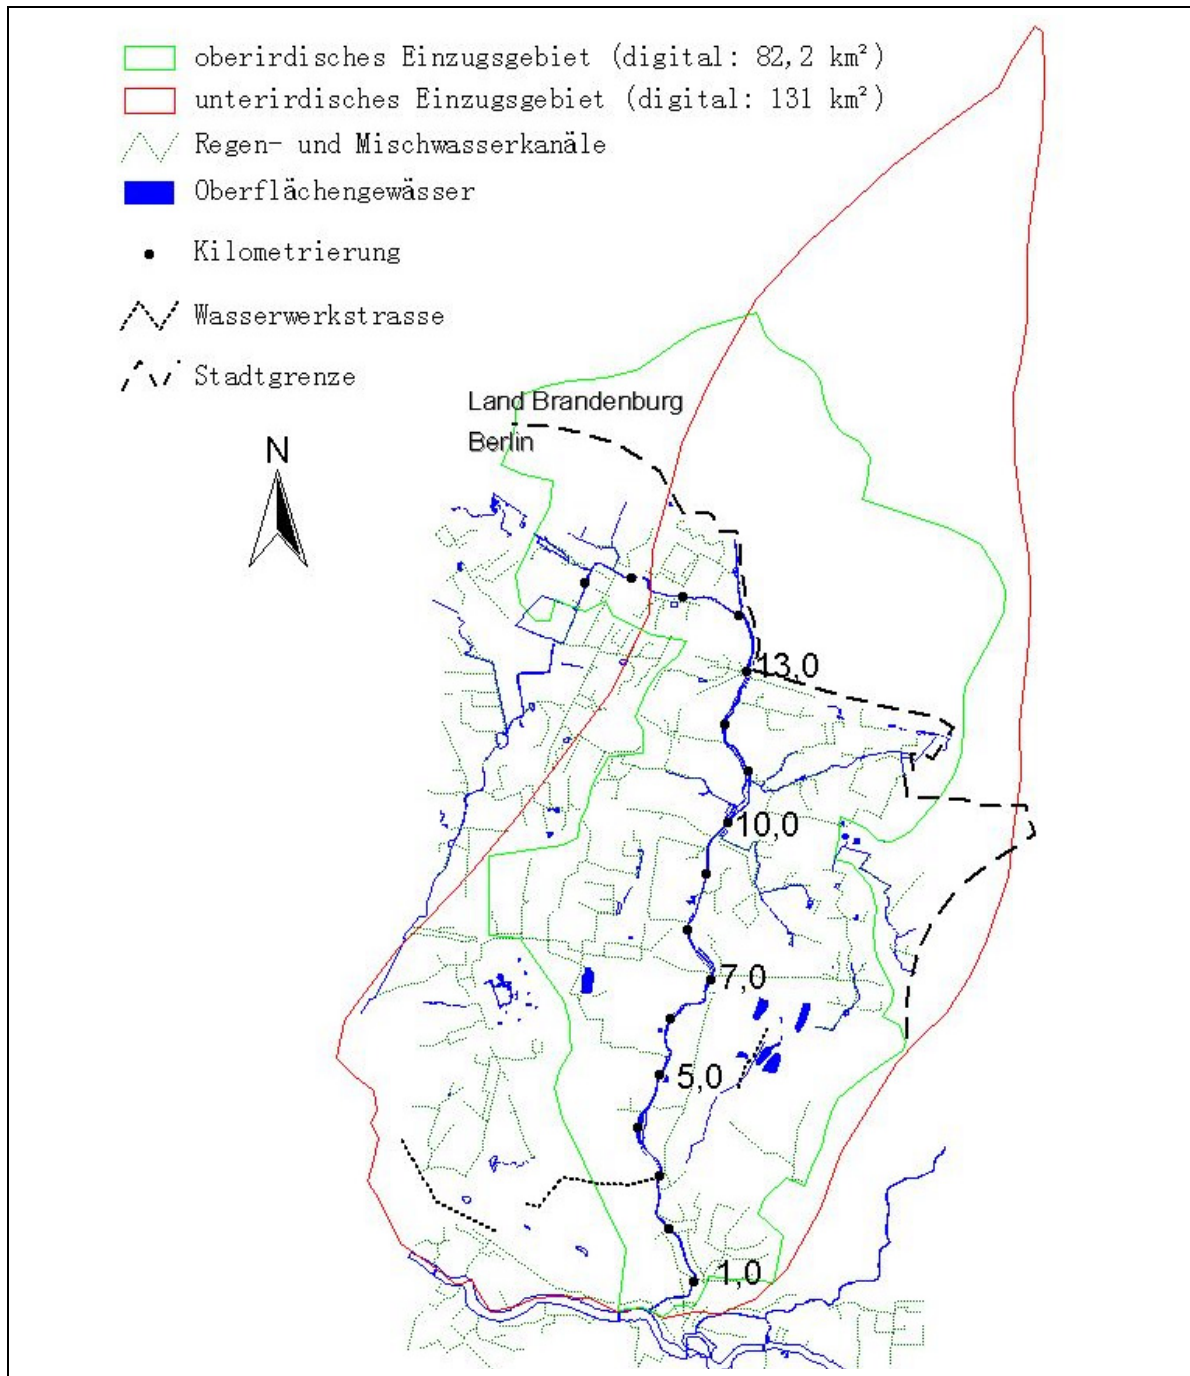 oberirdisches Einzugsgebiet (digital: 82,2 km²)
unterirdisches Einzugsgebiet (digital: 131 km²)
Regen- und Mischwasserkanäle
Oberflächengewässer
Kilometrierung
Wasserwerkstrasse
Stadtgrenze
Land Brandenburg
Berlin
N
13,0
10,0
7,0
5,0
1,0